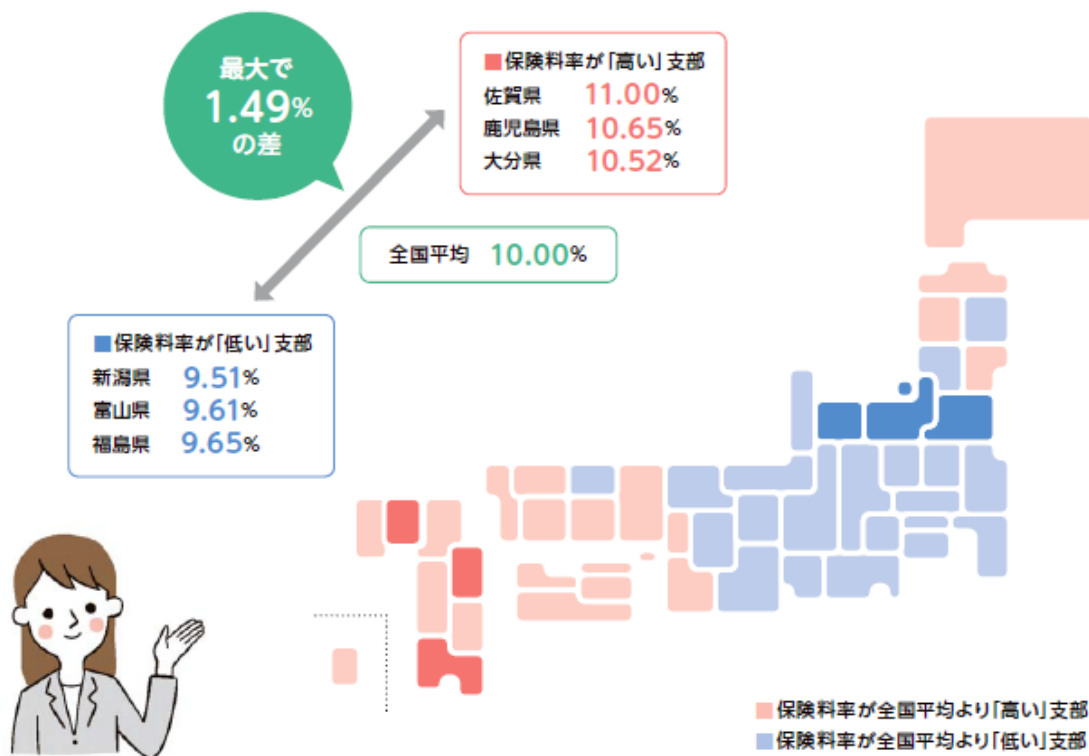 最大で
1.49%
の差
■保険料率が「高い」支部
佐賀県 11.00%
鹿児島県 10.65%
大分県 10.52%
全国平均 10.00%
■保険料率が「低い」支部
新潟県 9.51%
富山県 9.61%
福島県 9.65%
■保険料率が全国平均より「高い」支部
■保険料率が全国平均より「低い」支部